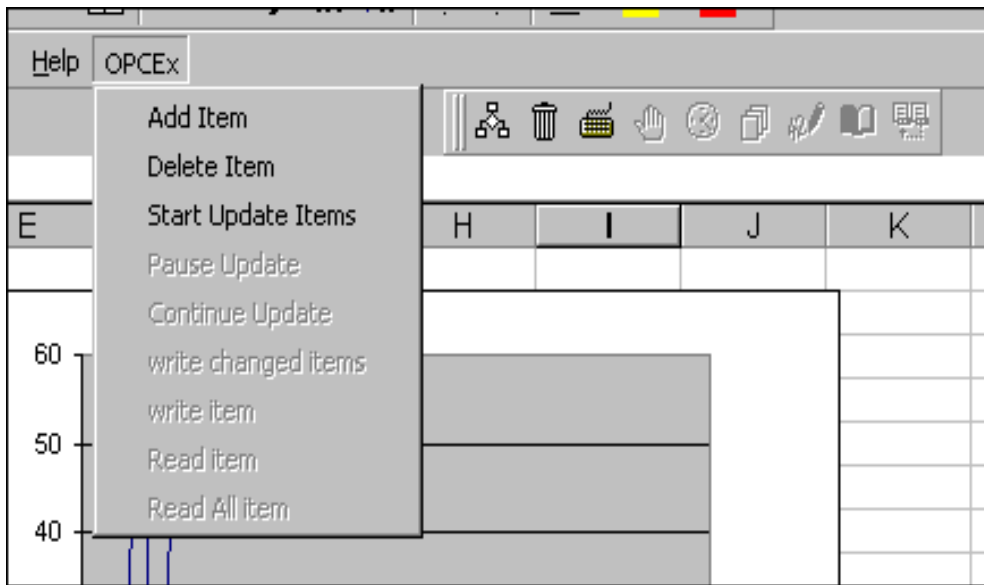 Help OPCEx
Add Item
Delete Item
Start Update Items
Pause Update
Continue Update
write changed items
write item
Read item
Read All item
E H I J K
60
50
40